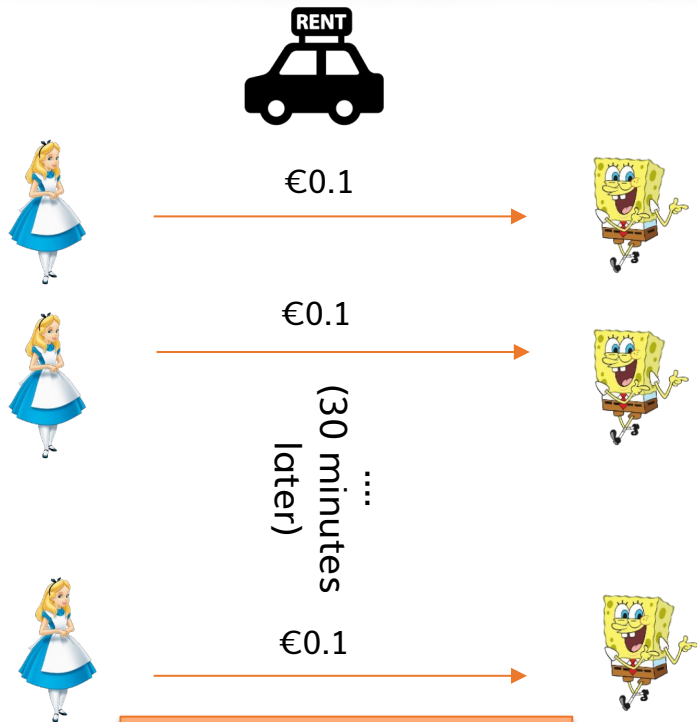 RENT
€0.1
€0.1
....
(30 minutes
later)
€0.1